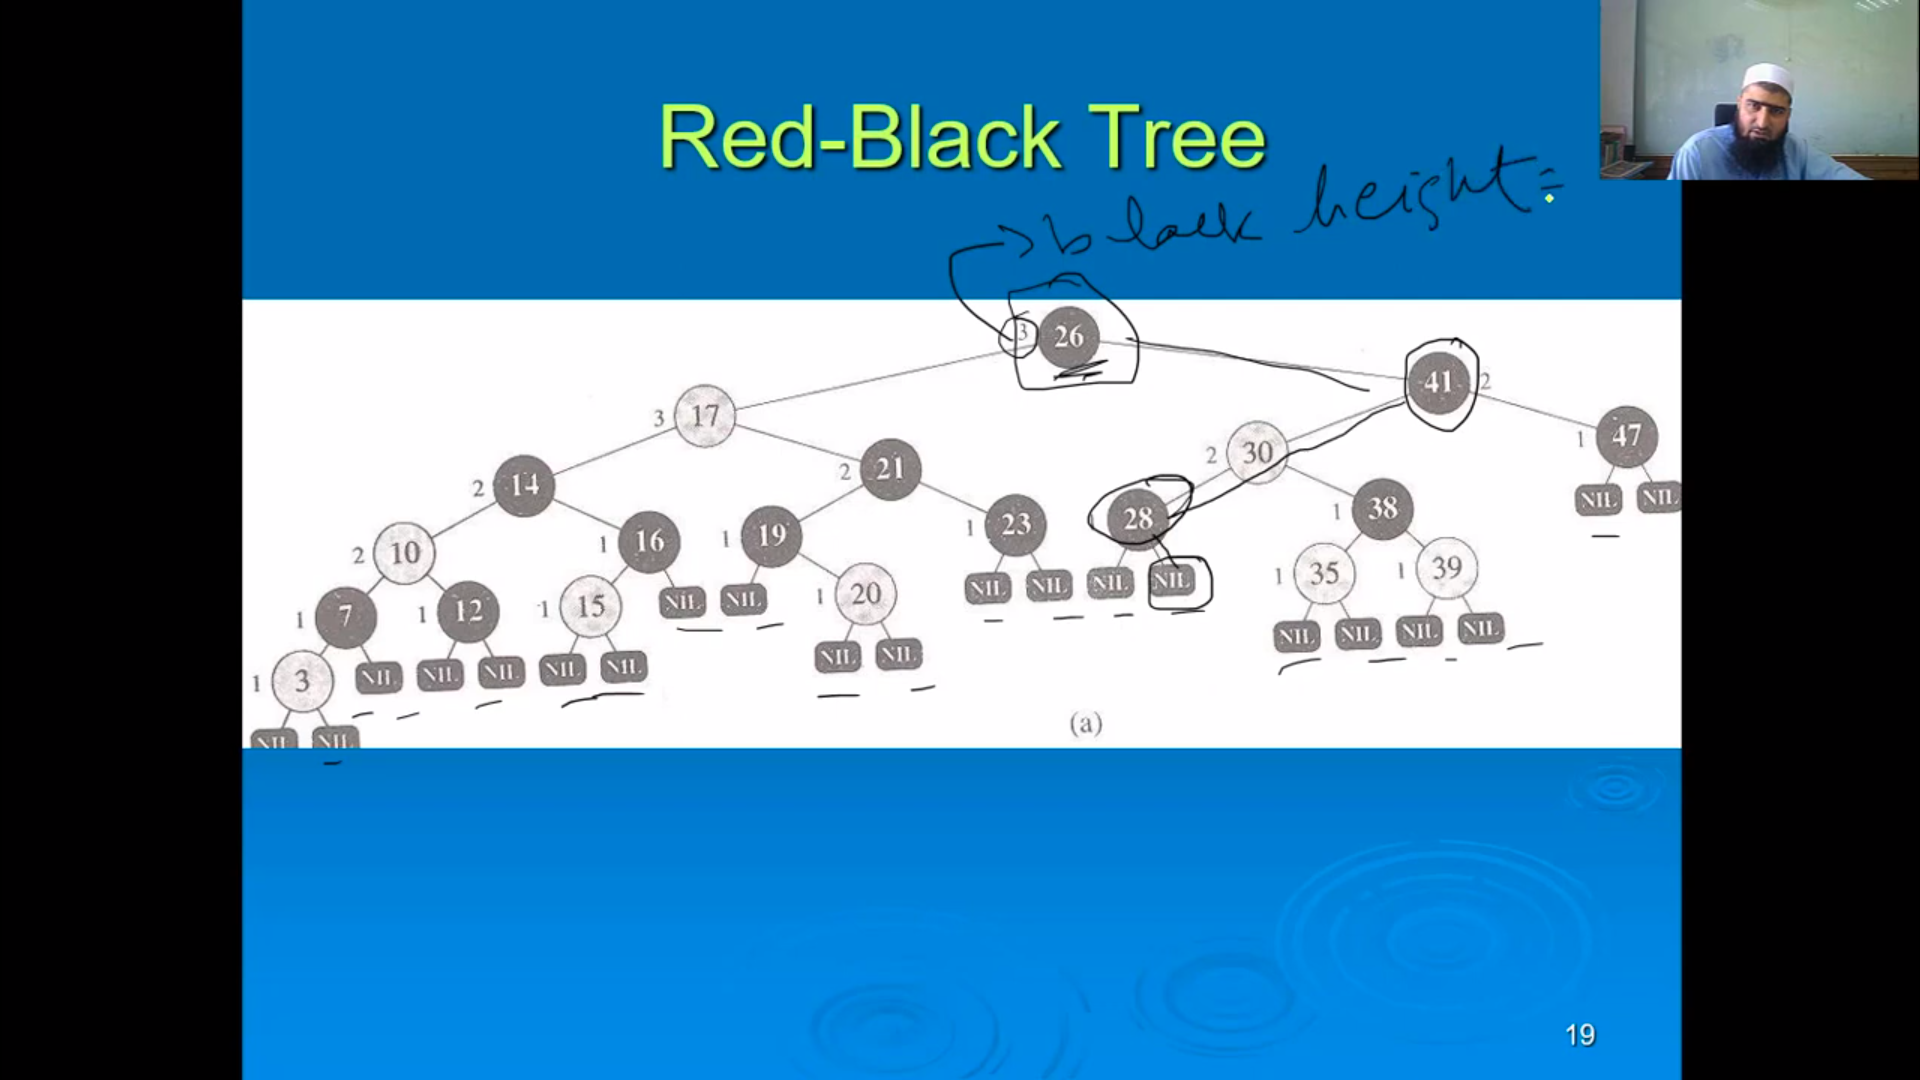 Red-Black Tree
black height =
3 26
41 2
3 17
1 47
2 30
2 21
2 14
NIL NIL
1 38
28
1 23
1 19
1 16
2 10
1 35
1 39
NIL NIL NIL NIL
1 20
NIL NIL
1 15
1 12
1 7
NIL NIL NIL NIL
NIL NIL
NIL NIL NIL NIL NIL
1 3
NIL NIL
(a)
19